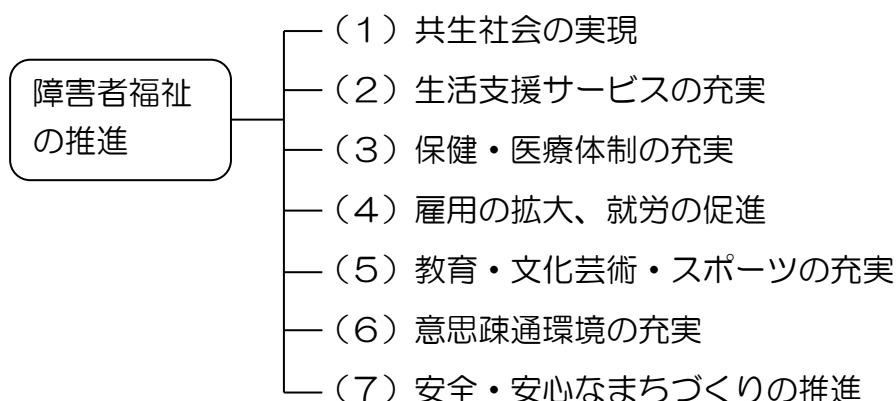 障害者福祉
の推進
（１）共生社会の実現
（２）生活支援サービスの充実
（３）保健・医療体制の充実
（４）雇用の拡大、就労の促進
（５）教育・文化芸術・スポーツの充実
（６）意思疎通環境の充実
（７）安全・安心なまちづくりの推進